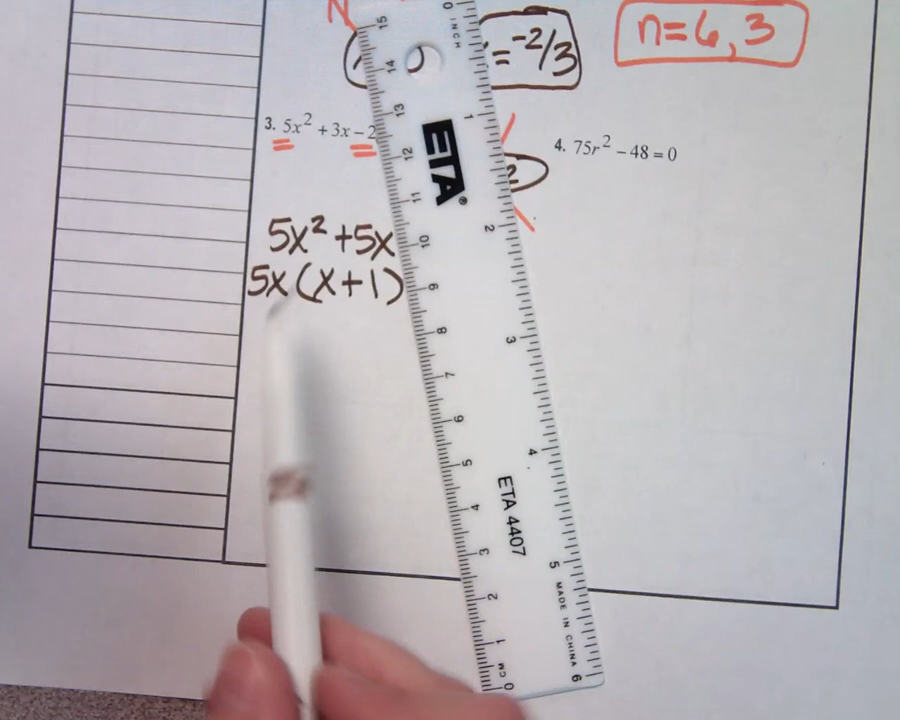 = -2/3
n=6,3
3. 5x² + 3x - 2
4. 75r² - 48 = 0
5x² + 5x
5x(x+1)
0 INCH
1
2
3
4
5
MADE IN CHINA 6
ETA®
ETA 4407
15
14
13
12
11
10
9
8
7
6
5
4
3
2
1
CM 0